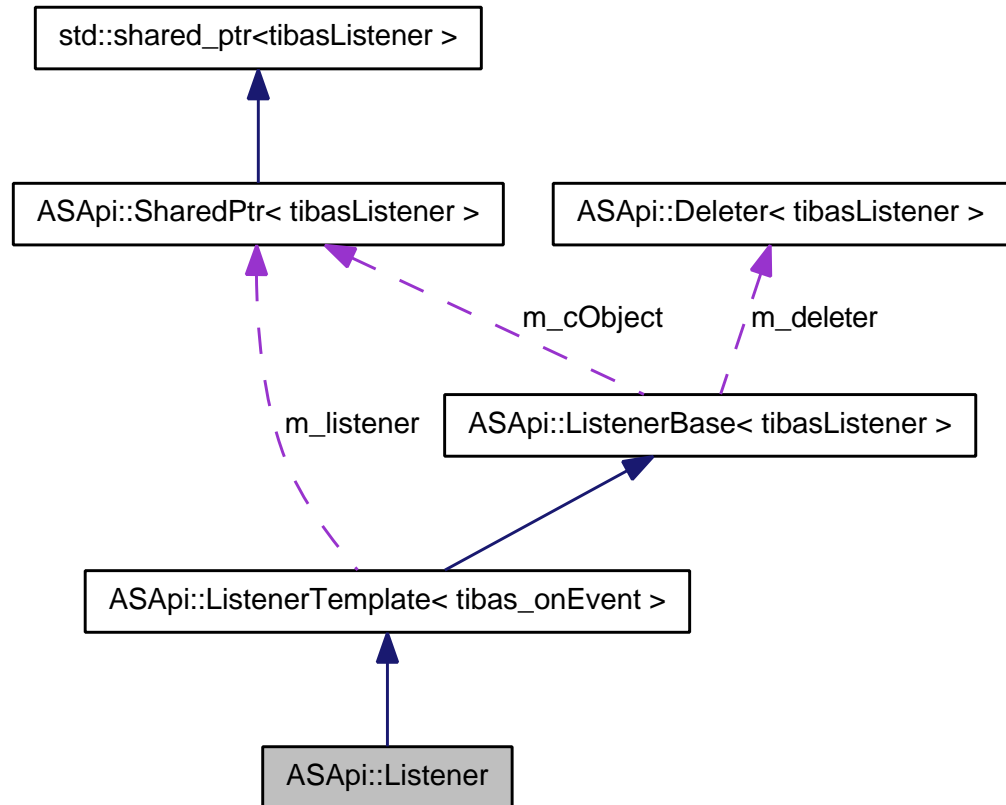 std::shared_ptr<tibasListener >
ASApi::SharedPtr< tibasListener >
ASApi::Deleter< tibasListener >
m_cObject
m_deleter
m_listener
ASApi::ListenerBase< tibasListener >
ASApi::ListenerTemplate< tibas_onEvent >
ASApi::Listener